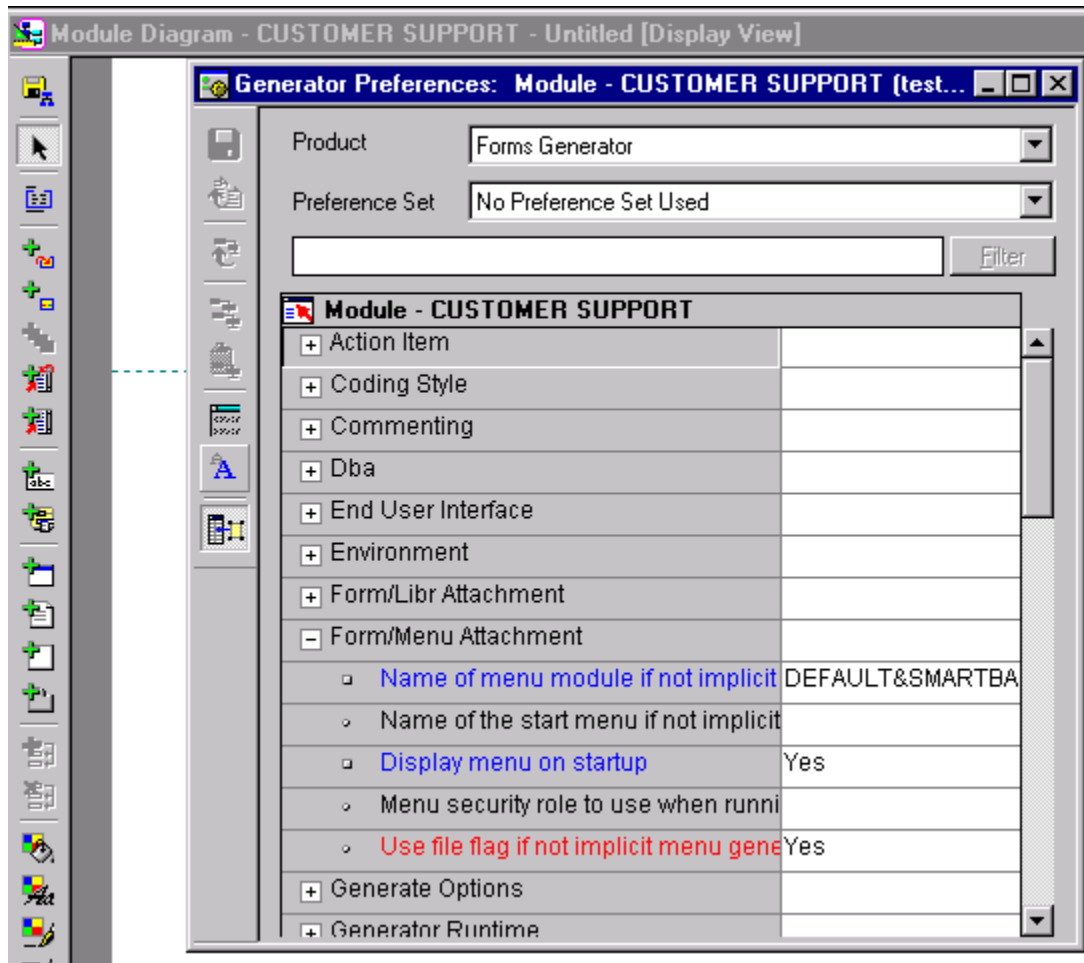 Module Diagram - CUSTOMER SUPPORT - Untitled [Display View]
Generator Preferences: Module - CUSTOMER SUPPORT (test...
Product
Forms Generator
Preference Set
No Preference Set Used
Filter
Module - CUSTOMER SUPPORT
Action Item
Coding Style
Commenting
Dba
End User Interface
Environment
Form/Libr Attachment
Form/Menu Attachment
Name of menu module if not implicit DEFAULT&SMARTBA
Name of the start menu if not implicit
Display menu on startup Yes
Menu security role to use when runni
Use file flag if not implicit menu gene Yes
Generate Options
Generator Runtime